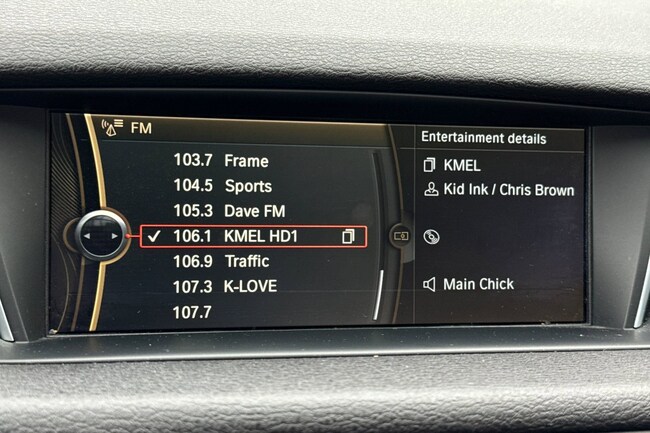 FM
103.7 Frame
104.5 Sports
105.3 Dave FM
106.1 KMEL HD1
106.9 Traffic
107.3 K-LOVE
107.7
Entertainment details
KMEL
Kid Ink / Chris Brown
Main Chick